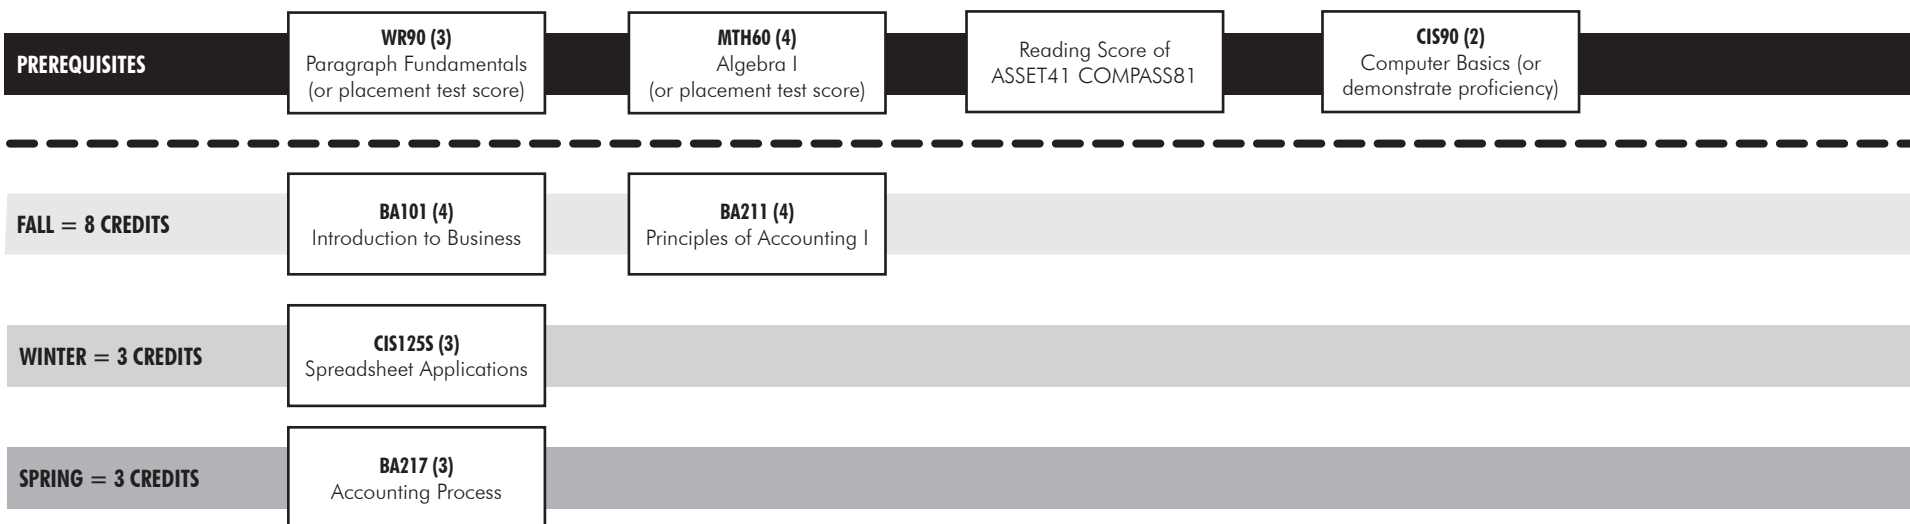 PREREQUISITES
WR90 (3)
Paragraph Fundamentals
(or placement test score)
MTH60 (4)
Algebra I
(or placement test score)
Reading Score of
ASSET41 COMPASS81
CIS90 (2)
Computer Basics (or
demonstrate proficiency)
FALL = 8 CREDITS
BA101 (4)
Introduction to Business
BA211 (4)
Principles of Accounting I
WINTER = 3 CREDITS
CIS125S (3)
Spreadsheet Applications
SPRING = 3 CREDITS
BA217 (3)
Accounting Process